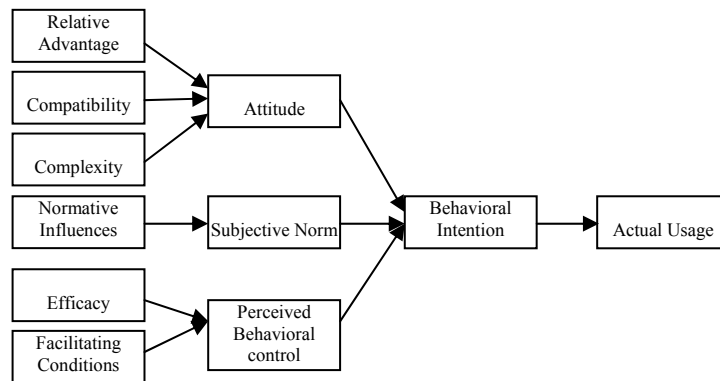 Relative
Advantage
Compatibility
Complexity
Attitude
Normative
Influences
Subjective Norm
Behavioral
Intention
Actual Usage
Efficacy
Facilitating
Conditions
Perceived
Behavioral
control